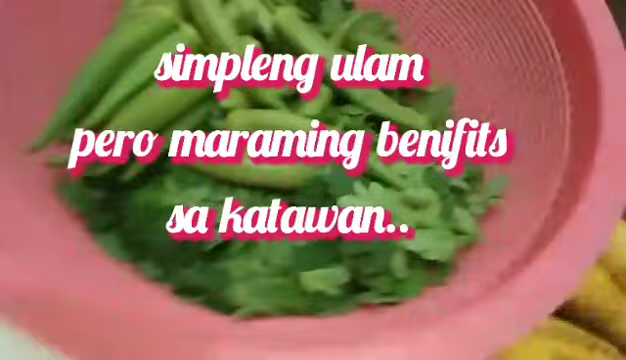 simpleng ulam
pero maraming benifits
sa katawan..